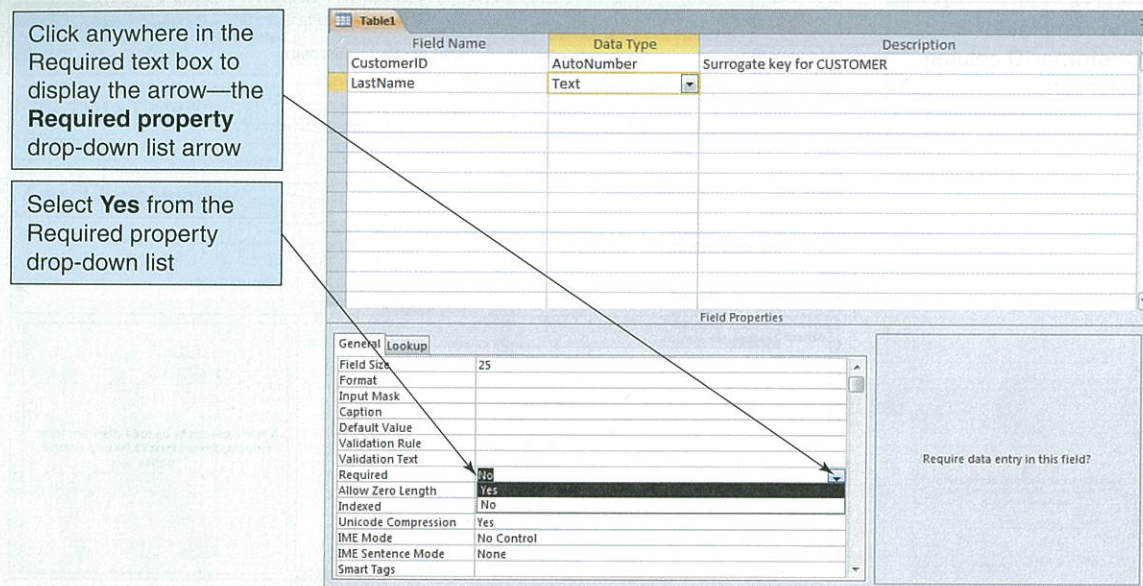 Click anywhere in the
Required text box to
display the arrow—the
Required property
drop-down list arrow
Select Yes from the
Required property
drop-down list
Table1
Field Name Data Type Description
CustomerID AutoNumber Surrogate key for CUSTOMER
LastName Text
Field Properties
General Lookup
Field Size 25
Format
Input Mask
Caption
Default Value
Validation Rule
Validation Text
Required No
Allow Zero Length Yes
Indexed No
Unicode Compression Yes
IME Mode No Control
IME Sentence Mode None
Smart Tags
Require data entry in this field?